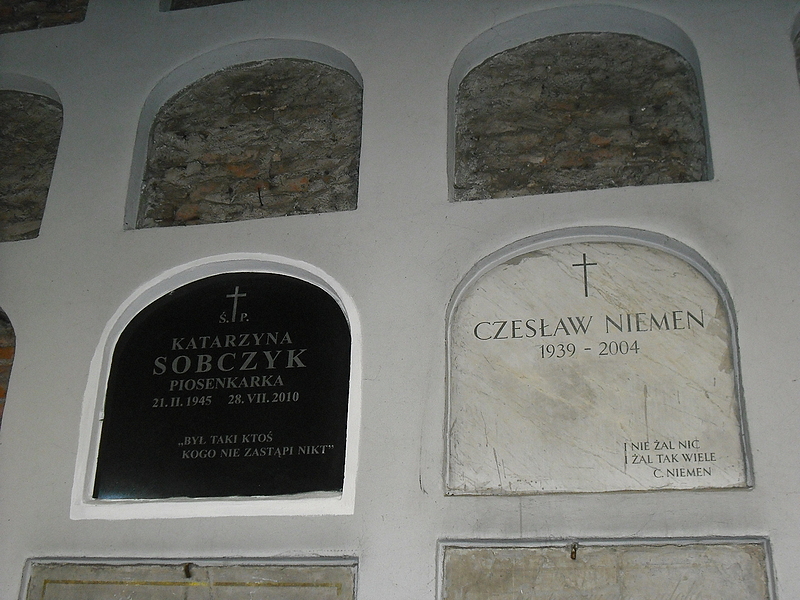 Ś. P.
KATARZYNA
SOBCZYK
PIOSENKARKA
21. II. 1945 28. VII. 2010
„BYŁ TAKI KTOŚ
KOGO NIE ZASTĄPI NIKT”
CZESŁAW NIEMEN
1939 - 2004
NIE ŻAL NIC
I ŻAL TAK WIELE
C. NIEMEN